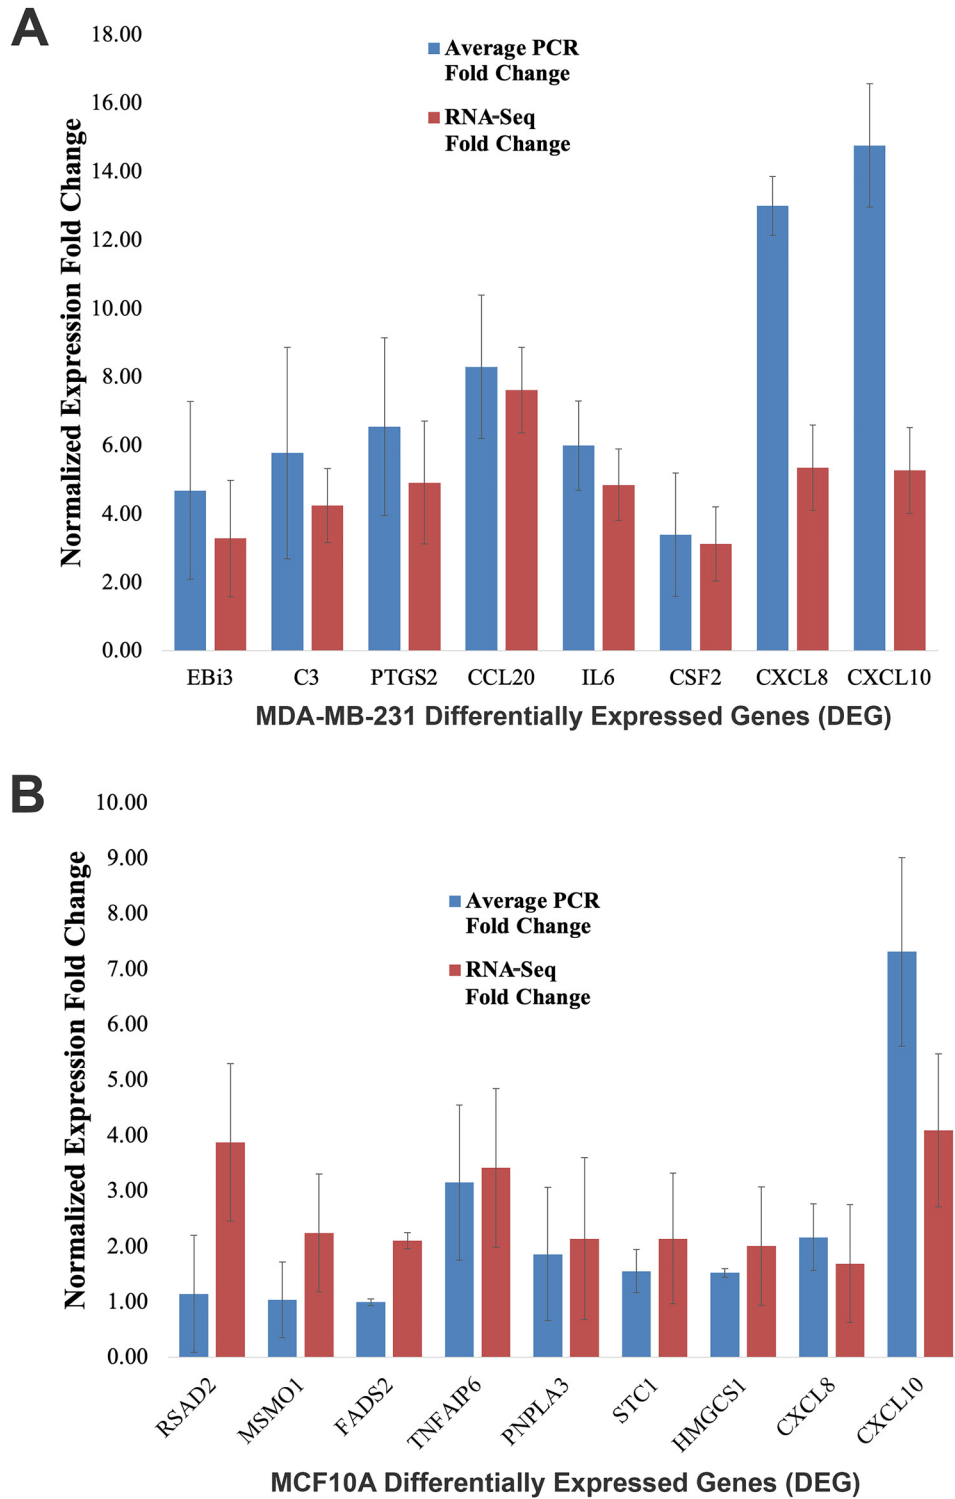 A
18.00
16.00
14.00
12.00
10.00
8.00
6.00
4.00
2.00
0.00
Normalized Expression Fold Change
Average PCR
Fold Change
RNA-Seq
Fold Change
EBi3 C3 PTGS2 CCL20 IL6 CSF2 CXCL8 CXCL10
MDA-MB-231 Differentially Expressed Genes (DEG)
B
10.00
9.00
8.00
7.00
6.00
5.00
4.00
3.00
2.00
1.00
0.00
Normalized Expression Fold Change
Average PCR
Fold Change
RNA-Seq
Fold Change
RSAD2 MSMO1 FADS2 TNFAIP6 PNPLA3 STC1 HMGCS1 CXCL8 CXCL10
MCF10A Differentially Expressed Genes (DEG)